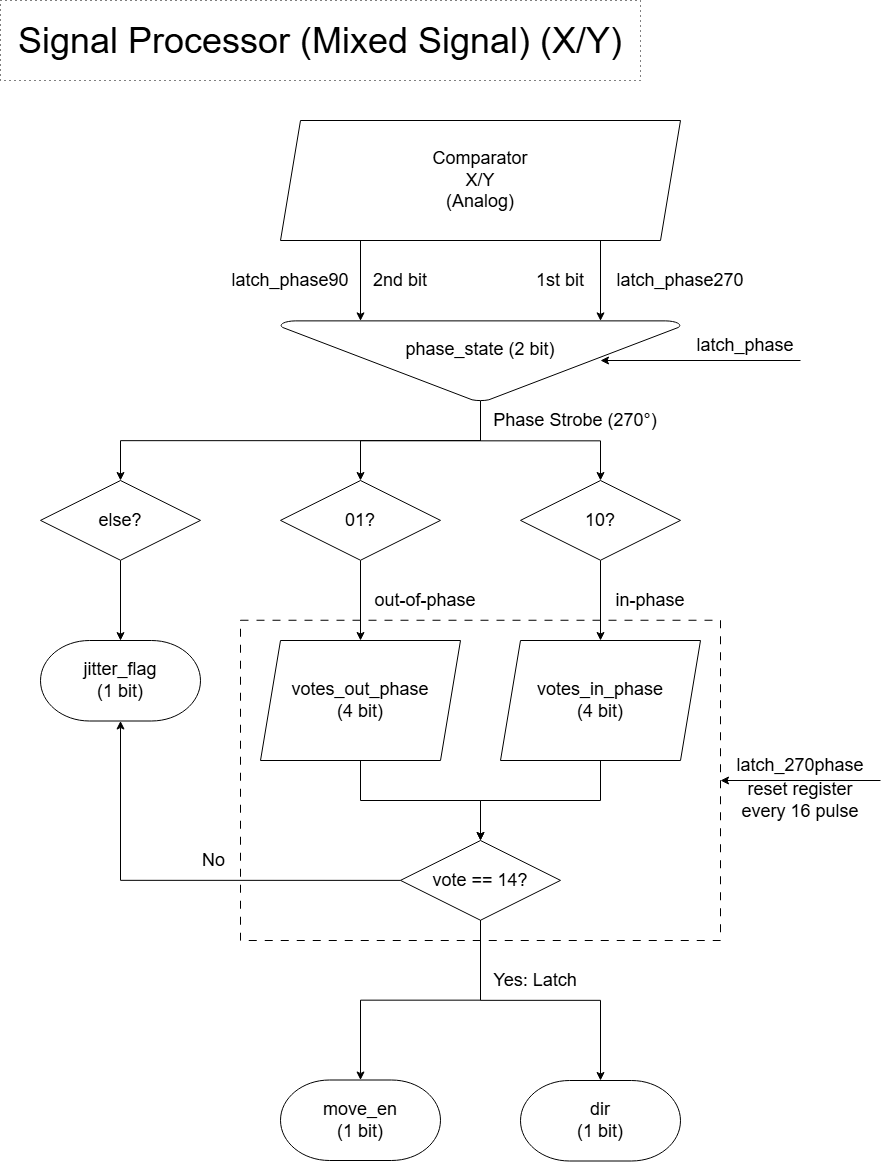 Signal Processor (Mixed Signal) (X/Y)
Comparator
X/Y
(Analog)
latch_phase90
2nd bit
1st bit
latch_phase270
phase_state (2 bit)
latch_phase
Phase Strobe (270°)
else?
01?
10?
out-of-phase
in-phase
jitter_flag
(1 bit)
votes_out_phase
(4 bit)
votes_in_phase
(4 bit)
latch_270phase
reset register
every 16 pulse
No
vote == 14?
Yes: Latch
move_en
(1 bit)
dir
(1 bit)